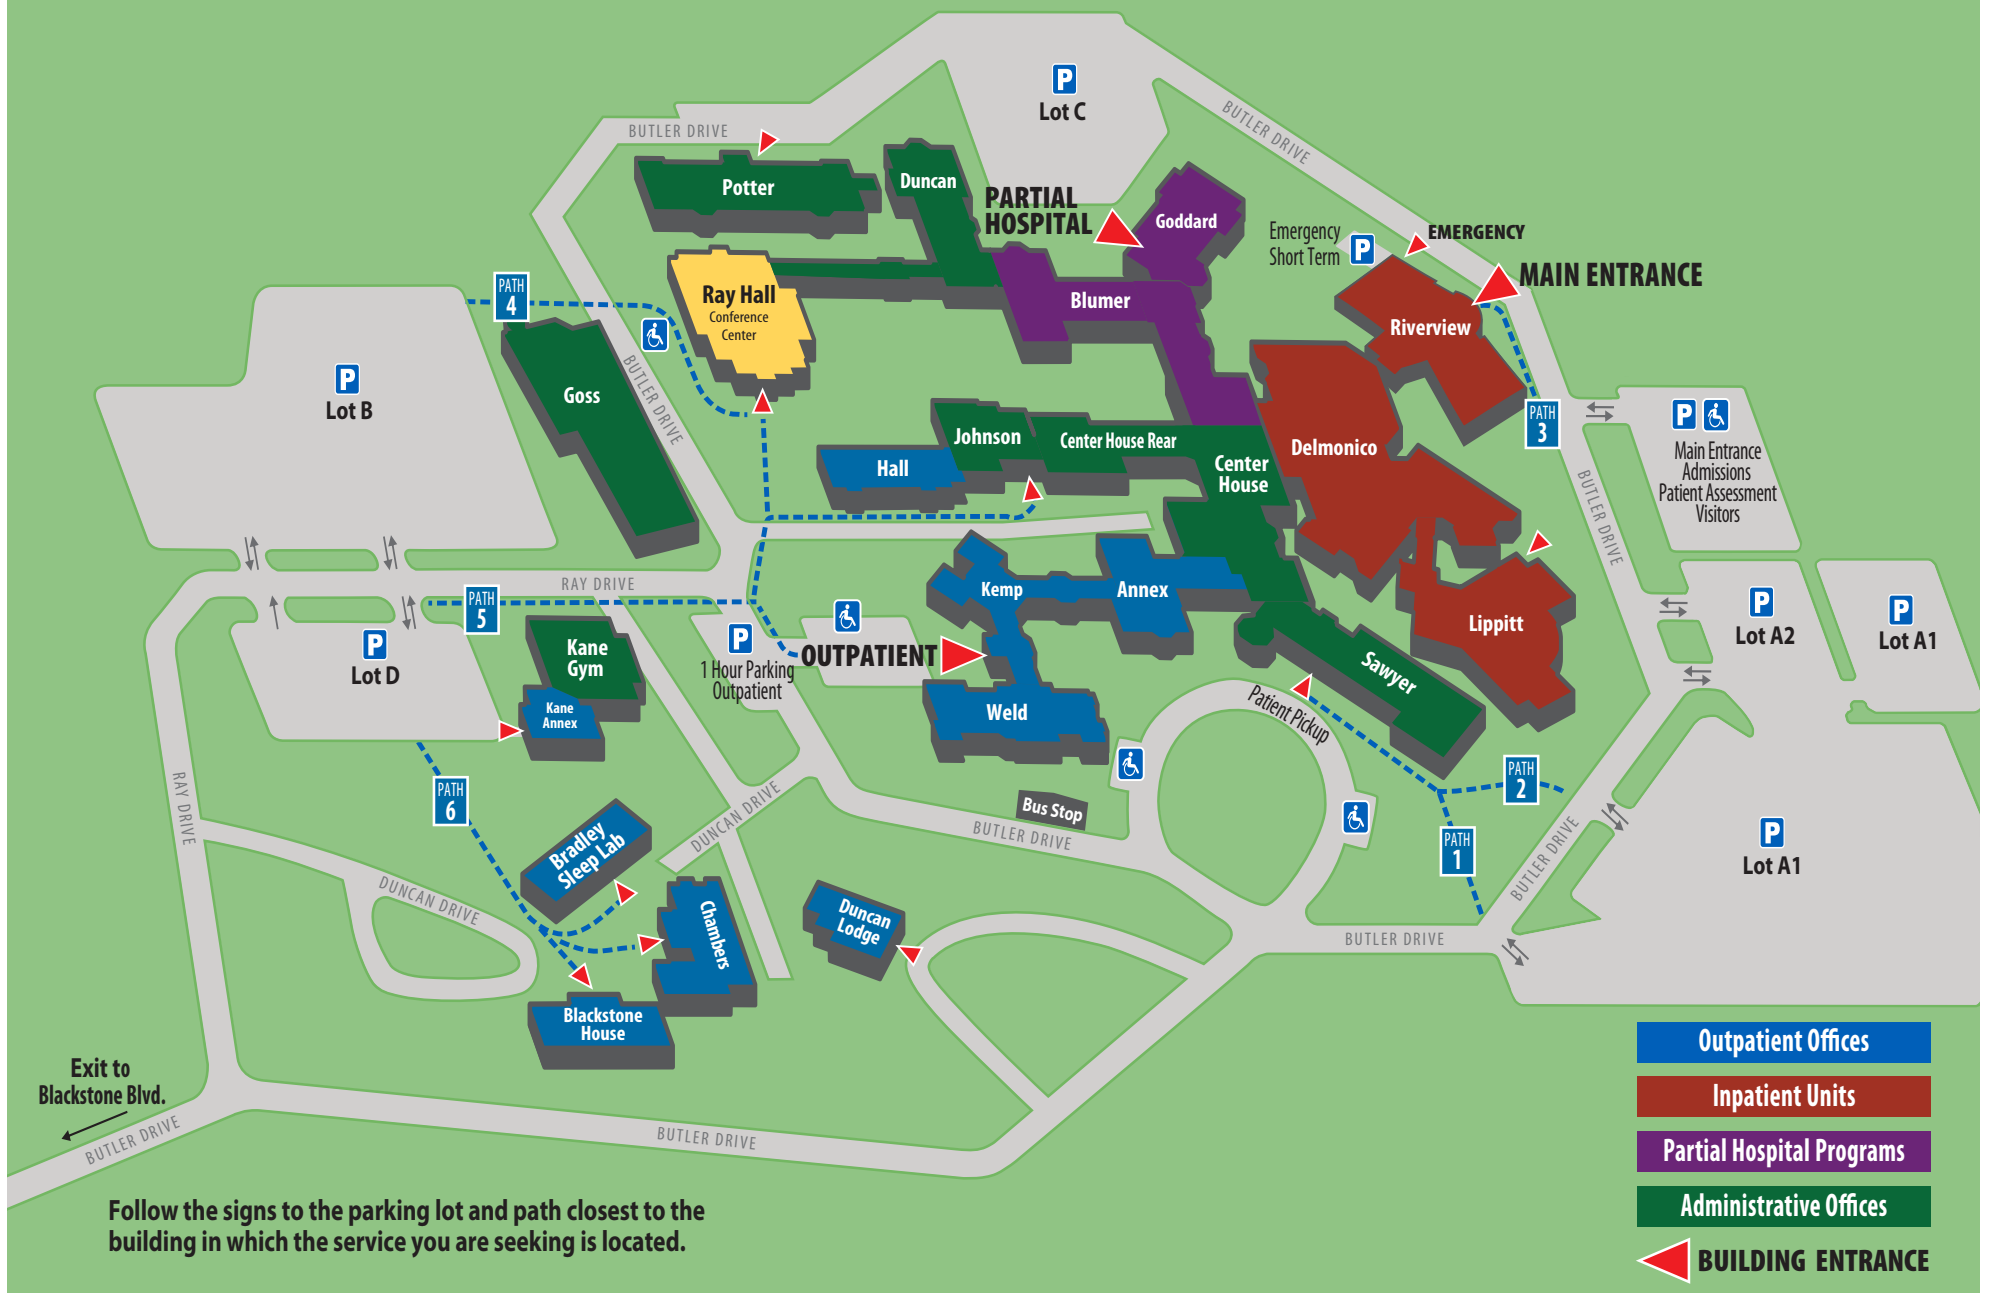 P
Lot C
BUTLER DRIVE
BUTLER DRIVE
Potter
Duncan
PARTIAL
HOSPITAL
Goddard
Emergency
Short Term
P
EMERGENCY
MAIN ENTRANCE
PATH
4
Ray Hall
Conference
Center
Blumer
Riverview
BUTLER DRIVE
P
Lot B
Goss
PATH
3
P
Main Entrance
Admissions
Patient Assessment
Visitors
Johnson
Center House Rear
Delmonico
Hall
Center
House
BUTLER DRIVE
RAY DRIVE
Kemp
Annex
PATH
5
P
Lot A2
P
Lot A1
Lippitt
P
Lot D
Kane
Gym
P
1 Hour Parking
Outpatient
OUTPATIENT
Sawyer
Kane
Annex
Weld
Patient Pickup
PATH
6
RAY DRIVE
PATH
2
DUNCAN DRIVE
Bus Stop
BUTLER DRIVE
PATH
1
BUTLER DRIVE
P
Lot A1
Bradley
Sleep Lab
DUNCAN DRIVE
Chambers
Duncan
Lodge
BUTLER DRIVE
Blackstone
House
Exit to
Blackstone Blvd.
BUTLER DRIVE
BUTLER DRIVE
Outpatient Offices
Inpatient Units
Partial Hospital Programs
Administrative Offices
BUILDING ENTRANCE
Follow the signs to the parking lot and path closest to the
building in which the service you are seeking is located.